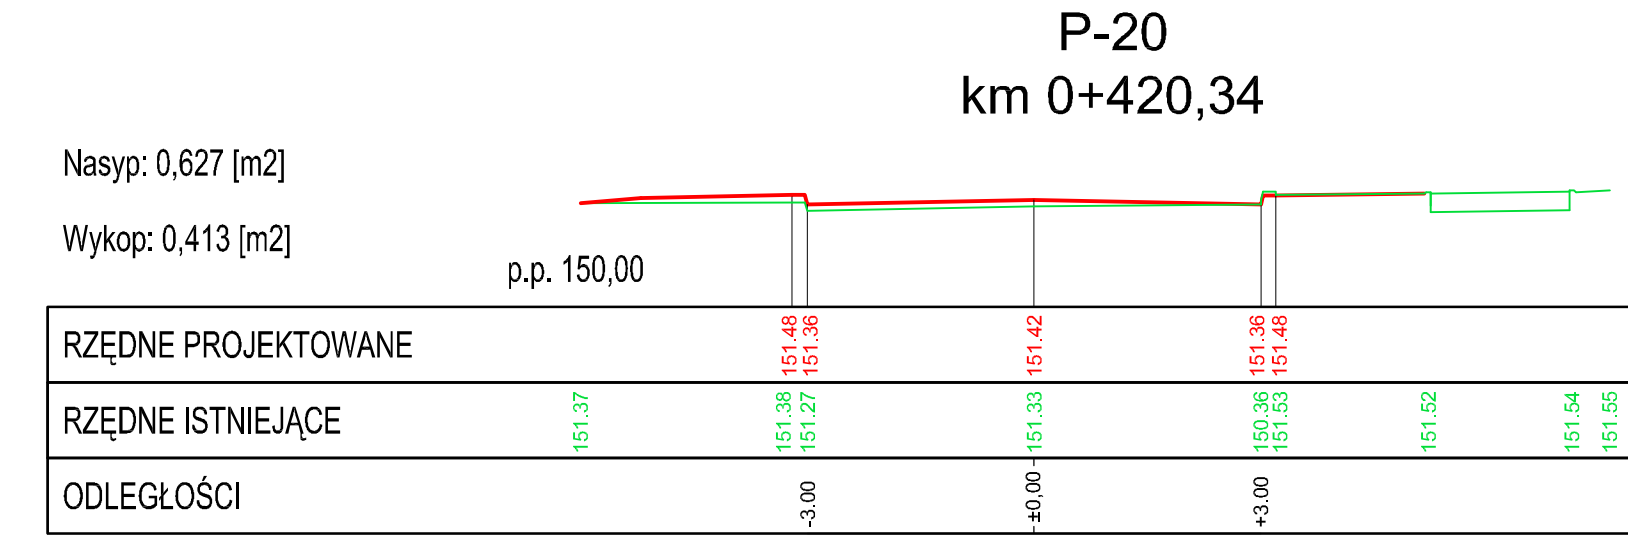 P-20
km 0+420,34
Nasyp: 0,627 [m2]
Wykop: 0,413 [m2]
p.p. 150,00
RZĘDNE PROJEKTOWANE 151.48 151.36 151.42 151.36 151.48
RZĘDNE ISTNIEJĄCE 151.37 151.38 151.27 151.33 150.36 151.53 151.52 151.54 151.55
ODLEGŁOŚCI -3.00 ±0,00 +3.00